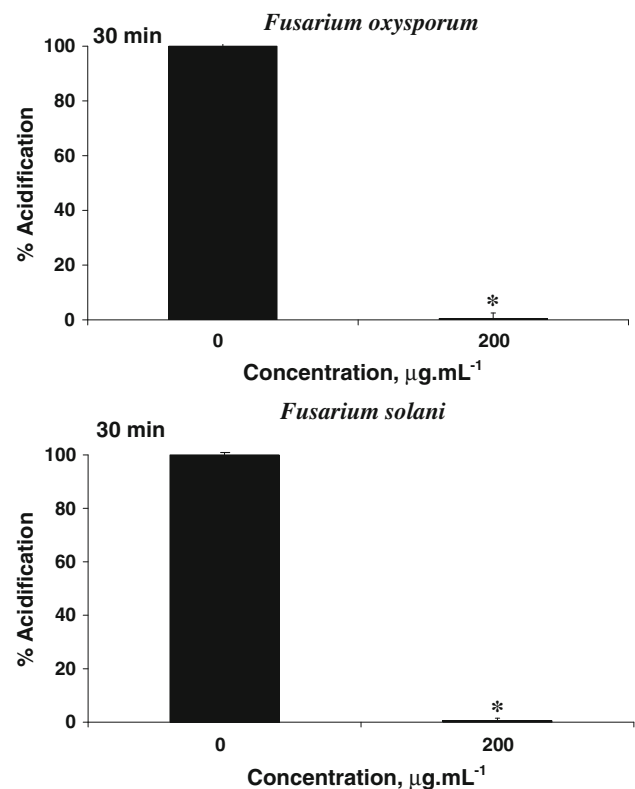 30 min
Fusarium oxysporum
100
80
60
40
20
0
% Acidification
*
0 200
Concentration, μg.mL⁻¹
Fusarium solani
30 min
100
80
60
40
20
0
% Acidification
*
0 200
Concentration, μg.mL⁻¹